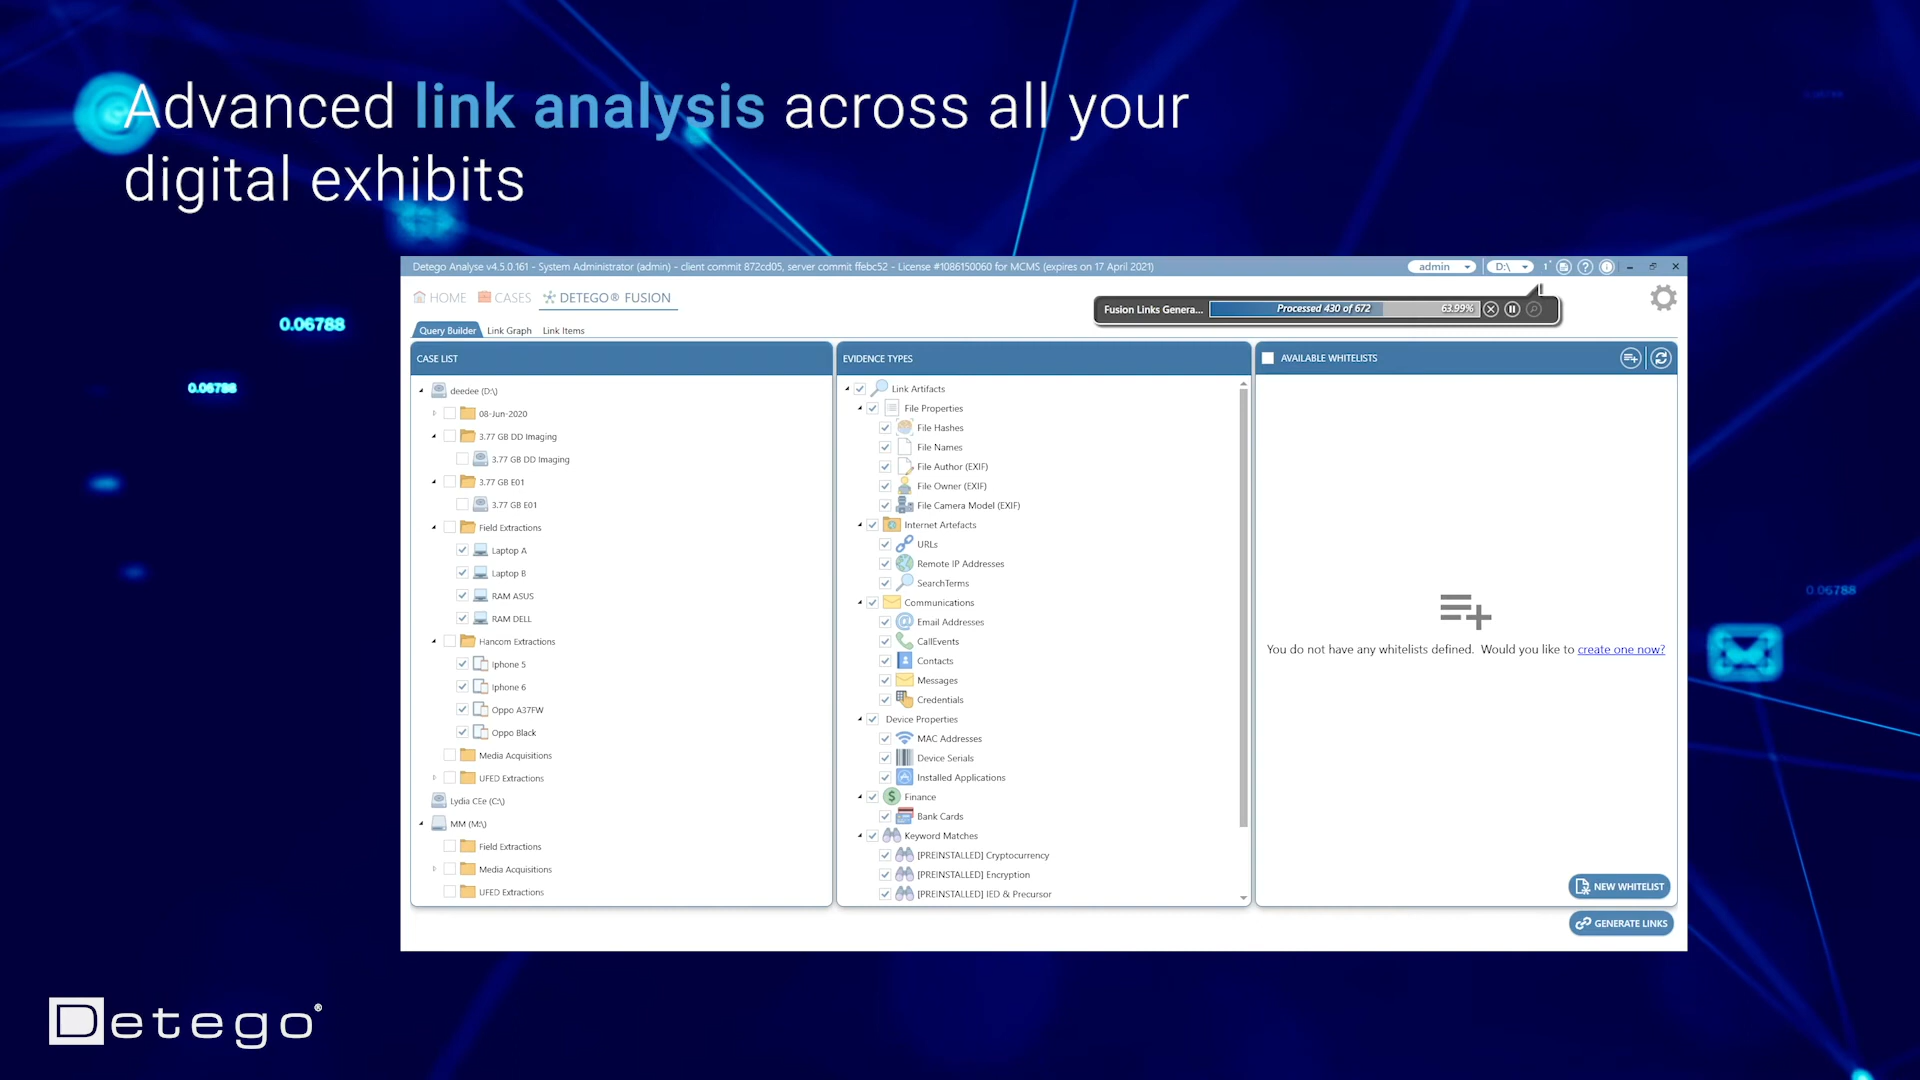 Advanced link analysis across all your
digital exhibits
0.06788
0.06788
0.06788
Detego Analyse v4.5.0.161 - System Administrator (admin) - client commit 872cd05, server commit ffebc52 - License #1086150060 for MCMS (expires on 17 April 2021)
admin
D:\
1
HOME
CASES
DETEGO® FUSION
Fusion Links Genera...
Processed 430 of 672
63.99%
Query Builder
Link Graph
Link Items
CASE LIST
deedee (D:\)
08-Jun-2020
3.77 GB DD Imaging
3.77 GB DD Imaging
3.77 GB E01
3.77 GB E01
Field Extractions
Laptop A
Laptop B
RAM ASUS
RAM DELL
Hancom Extractions
Iphone 5
Iphone 6
Oppo A37FW
Oppo Black
Media Acquisitions
UFED Extractions
Lydia CEe (C:\)
MM (M:\)
Field Extractions
Media Acquisitions
UFED Extractions
EVIDENCE TYPES
Link Artifacts
File Properties
File Hashes
File Names
File Author (EXIF)
File Owner (EXIF)
File Camera Model (EXIF)
Internet Artefacts
URLs
Remote IP Addresses
SearchTerms
Communications
Email Addresses
CallEvents
Contacts
Messages
Credentials
Device Properties
MAC Addresses
Device Serials
Installed Applications
Finance
Bank Cards
Keyword Matches
[PREINSTALLED] Cryptocurrency
[PREINSTALLED] Encryption
[PREINSTALLED] IED & Precursor
AVAILABLE WHITELISTS
You do not have any whitelists defined. Would you like to create one now?
NEW WHITELIST
GENERATE LINKS
Detego®